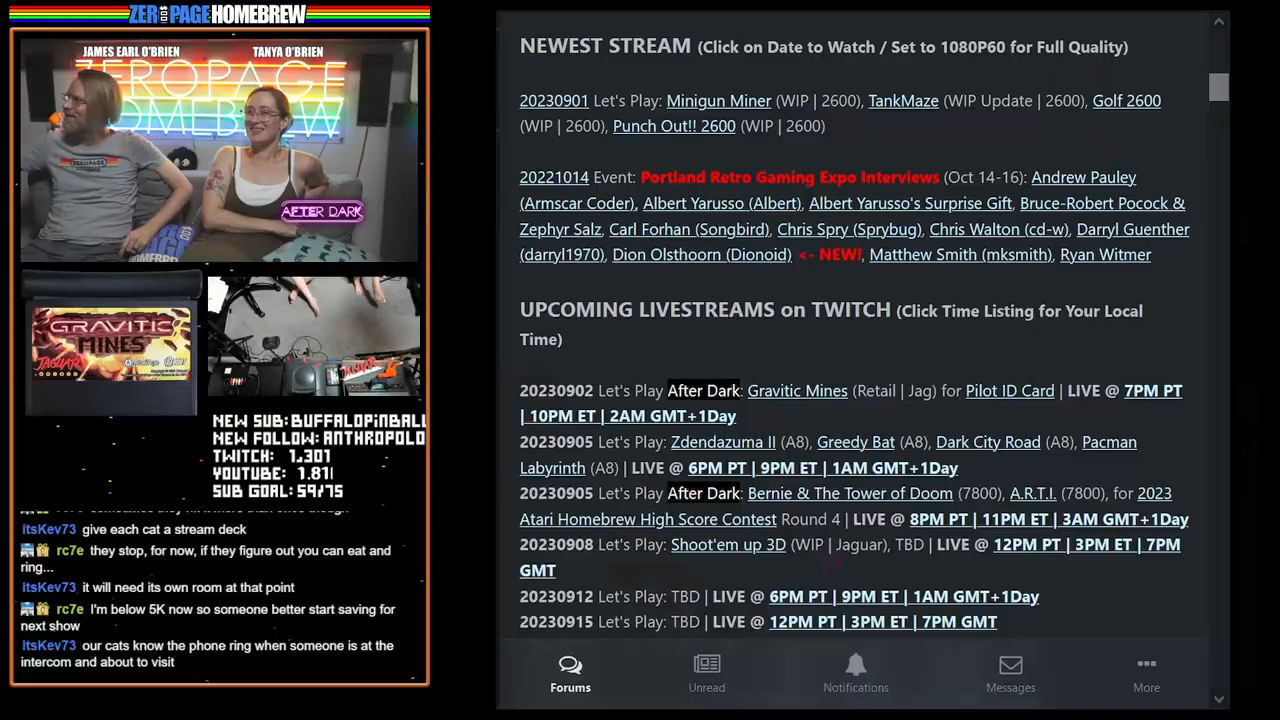 ZEROPAGE HOMEBREW
JAMES EARL O'BRIEN
TANYA O'BRIEN
ZEROPAGE
HOMEBREW
AFTER DARK
GRAVITIC
MINES
JAGUAR
NEW SUB: BUFFALOPINBALL
NEW FOLLOW: ANTHROPOLO
TWITCH: 1,301
YOUTUBE: 1.81
SUB GOAL: 59/75
ItsKev73 give each cat a stream deck
rc7e they stop, for now, if they figure out you can eat and
ring...
ItsKev73 it will need its own room at that point
rc7e I'm below 5K now so someone better start saving for
next show
ItsKev73 our cats know the phone ring when someone is at the
intercom and about to visit
NEWEST STREAM (Click on Date to Watch / Set to 1080P60 for Full Quality)
20230901 Let's Play: Minigun Miner (WIP | 2600), TankMaze (WIP Update | 2600), Golf 2600
(WIP | 2600), Punch Out!! 2600 (WIP | 2600)
20221014 Event: Portland Retro Gaming Expo Interviews (Oct 14-16): Andrew Pauley
(Armscar Coder), Albert Yarusso (Albert), Albert Yarusso's Surprise Gift, Bruce-Robert Pocock &
Zephyr Salz, Carl Forhan (Songbird), Chris Spry (Sprybug), Chris Walton (cd-w), Darryl Guenther
(darryl1970), Dion Olsthoorn (Dionoid) <- NEW!, Matthew Smith (mksmith), Ryan Witmer
UPCOMING LIVESTREAMS on TWITCH (Click Time Listing for Your Local
Time)
20230902 Let's Play After Dark: Gravitic Mines (Retail | Jag) for Pilot ID Card | LIVE @ 7PM PT
| 10PM ET | 2AM GMT+1Day
20230905 Let's Play: Zdendazuma II (A8), Greedy Bat (A8), Dark City Road (A8), Pacman
Labyrinth (A8) | LIVE @ 6PM PT | 9PM ET | 1AM GMT+1Day
20230905 Let's Play After Dark: Bernie & The Tower of Doom (7800), A.R.T.I. (7800), for 2023
Atari Homebrew High Score Contest Round 4 | LIVE @ 8PM PT | 11PM ET | 3AM GMT+1Day
20230908 Let's Play: Shoot'em up 3D (WIP | Jaguar), TBD | LIVE @ 12PM PT | 3PM ET | 7PM
GMT
20230912 Let's Play: TBD | LIVE @ 6PM PT | 9PM ET | 1AM GMT+1Day
20230915 Let's Play: TBD | LIVE @ 12PM PT | 3PM ET | 7PM GMT
Forums
Unread
Notifications
Messages
More